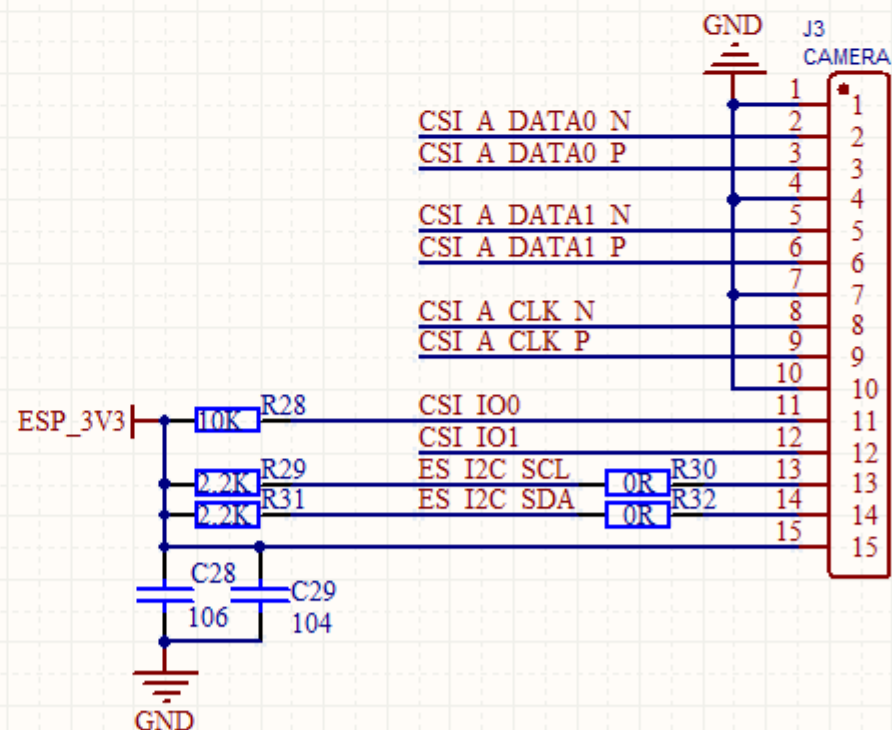 GND
J3
CAMERA
1 1
CSI A DATA0 N 2 2
CSI A DATA0 P 3 3
4 4
CSI A DATA1 N 5 5
CSI A DATA1 P 6 6
7 7
CSI A CLK N 8 8
CSI A CLK P 9 9
10 10
ESP_3V3 10K R28 CSI IO0 11 11
CSI IO1 12 12
2.2K R29 ES I2C SCL 0R R30 13 13
2.2K R31 ES I2C SDA 0R R32 14 14
15 15
C28
106
C29
104
GND